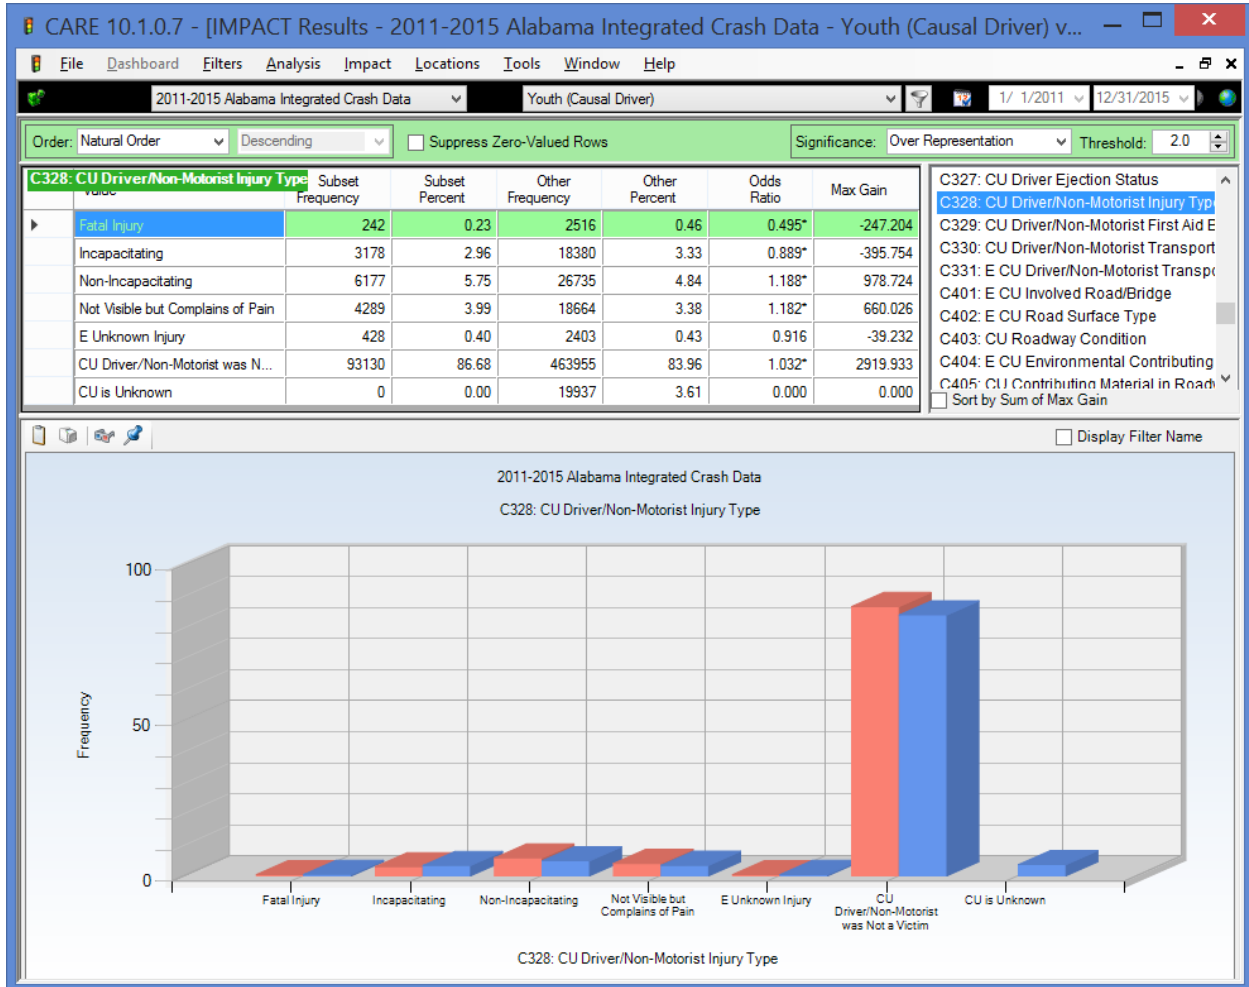 CARE 10.1.0.7 - [IMPACT Results - 2011-2015 Alabama Integrated Crash Data - Youth (Causal Driver) v...
File Dashboard Filters Analysis Impact Locations Tools Window Help
2011-2015 Alabama Integrated Crash Data Youth (Causal Driver) 1/ 1/2011 12/31/2015
Order: Natural Order Descending Suppress Zero-Valued Rows Significance: Over Representation Threshold: 2.0
C328: CU Driver/Non-Motorist Injury Type
Subset Frequency Subset Percent Other Frequency Other Percent Odds Ratio Max Gain
Fatal Injury 242 0.23 2516 0.46 0.495* -247.204
Incapacitating 3178 2.96 18380 3.33 0.889* -395.754
Non-Incapacitating 6177 5.75 26735 4.84 1.188* 978.724
Not Visible but Complains of Pain 4289 3.99 18664 3.38 1.182* 660.026
E Unknown Injury 428 0.40 2403 0.43 0.916 -39.232
CU Driver/Non-Motorist was N... 93130 86.68 463955 83.96 1.032* 2919.933
CU is Unknown 0 0.00 19937 3.61 0.000 0.000
C327: CU Driver Ejection Status
C328: CU Driver/Non-Motorist Injury Type
C329: CU Driver/Non-Motorist First Aid E
C330: CU Driver/Non-Motorist Transport
C331: E CU Driver/Non-Motorist Transpo
C401: E CU Involved Road/Bridge
C402: E CU Road Surface Type
C403: CU Roadway Condition
C404: E CU Environmental Contributing
C405: CU Contributing Material in Roadw
Sort by Sum of Max Gain
Display Filter Name
2011-2015 Alabama Integrated Crash Data
C328: CU Driver/Non-Motorist Injury Type
100
50
0
Frequency
Fatal Injury
Incapacitating
Non-Incapacitating
Not Visible but
Complains of Pain
E Unknown Injury
CU
Driver/Non-Motorist
was Not a Victim
CU is Unknown
C328: CU Driver/Non-Motorist Injury Type